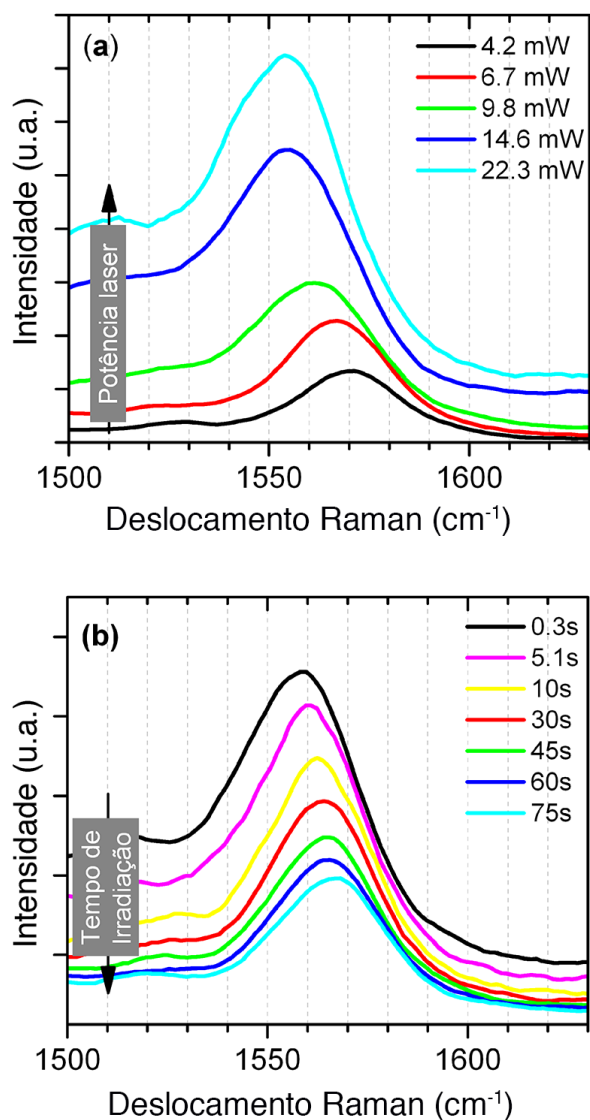 (a)
4.2 mW
6.7 mW
9.8 mW
14.6 mW
22.3 mW
Intensidade (u.a.)
Potência laser
1500 1550 1600
Deslocamento Raman (cm⁻¹)
(b)
0.3s
5.1s
10s
30s
45s
60s
75s
Intensidade (u.a.)
Tempo de
Irradiação
1500 1550 1600
Deslocamento Raman (cm⁻¹)